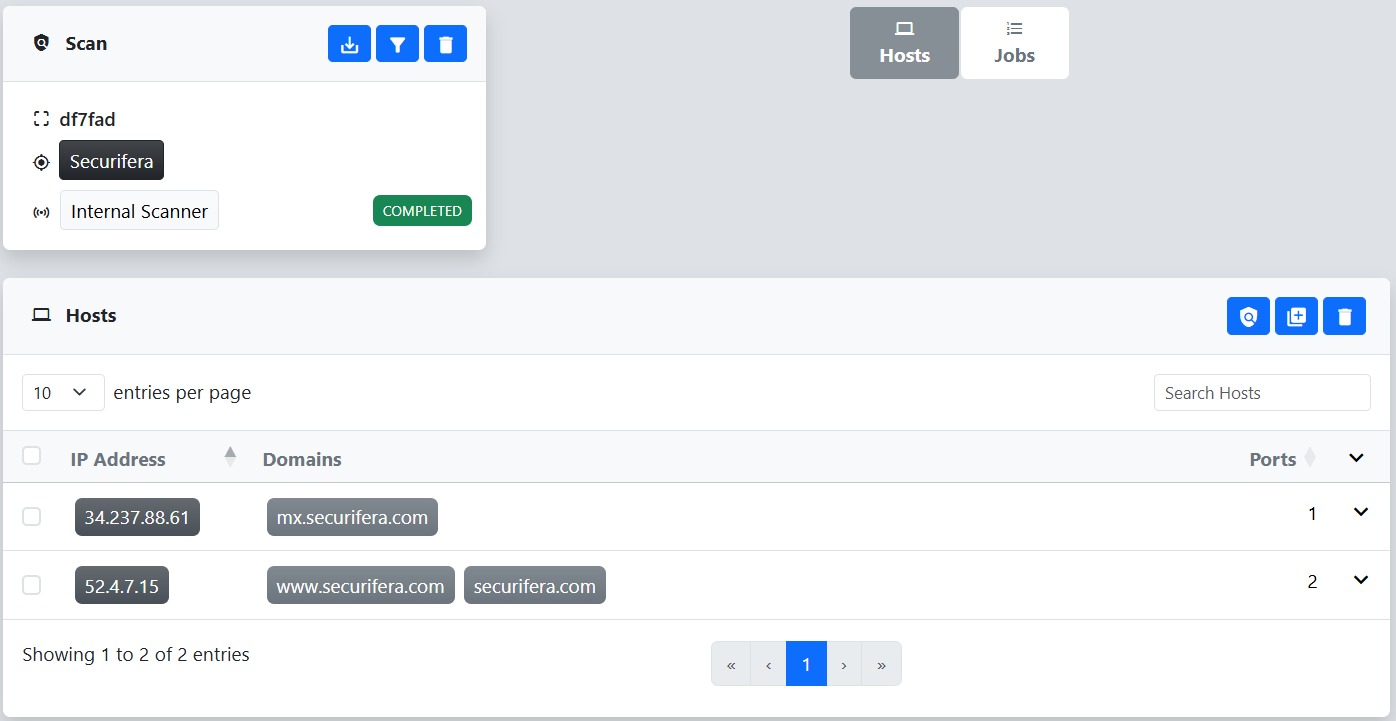 Scan
df7fad
Securifera
Internal Scanner
COMPLETED
Hosts
Jobs
Hosts
10 entries per page
Search Hosts
IP Address Domains Ports
34.237.88.61 mx.securifera.com 1
52.4.7.15 www.securifera.com securifera.com 2
Showing 1 to 2 of 2 entries
« ‹ 1 › »